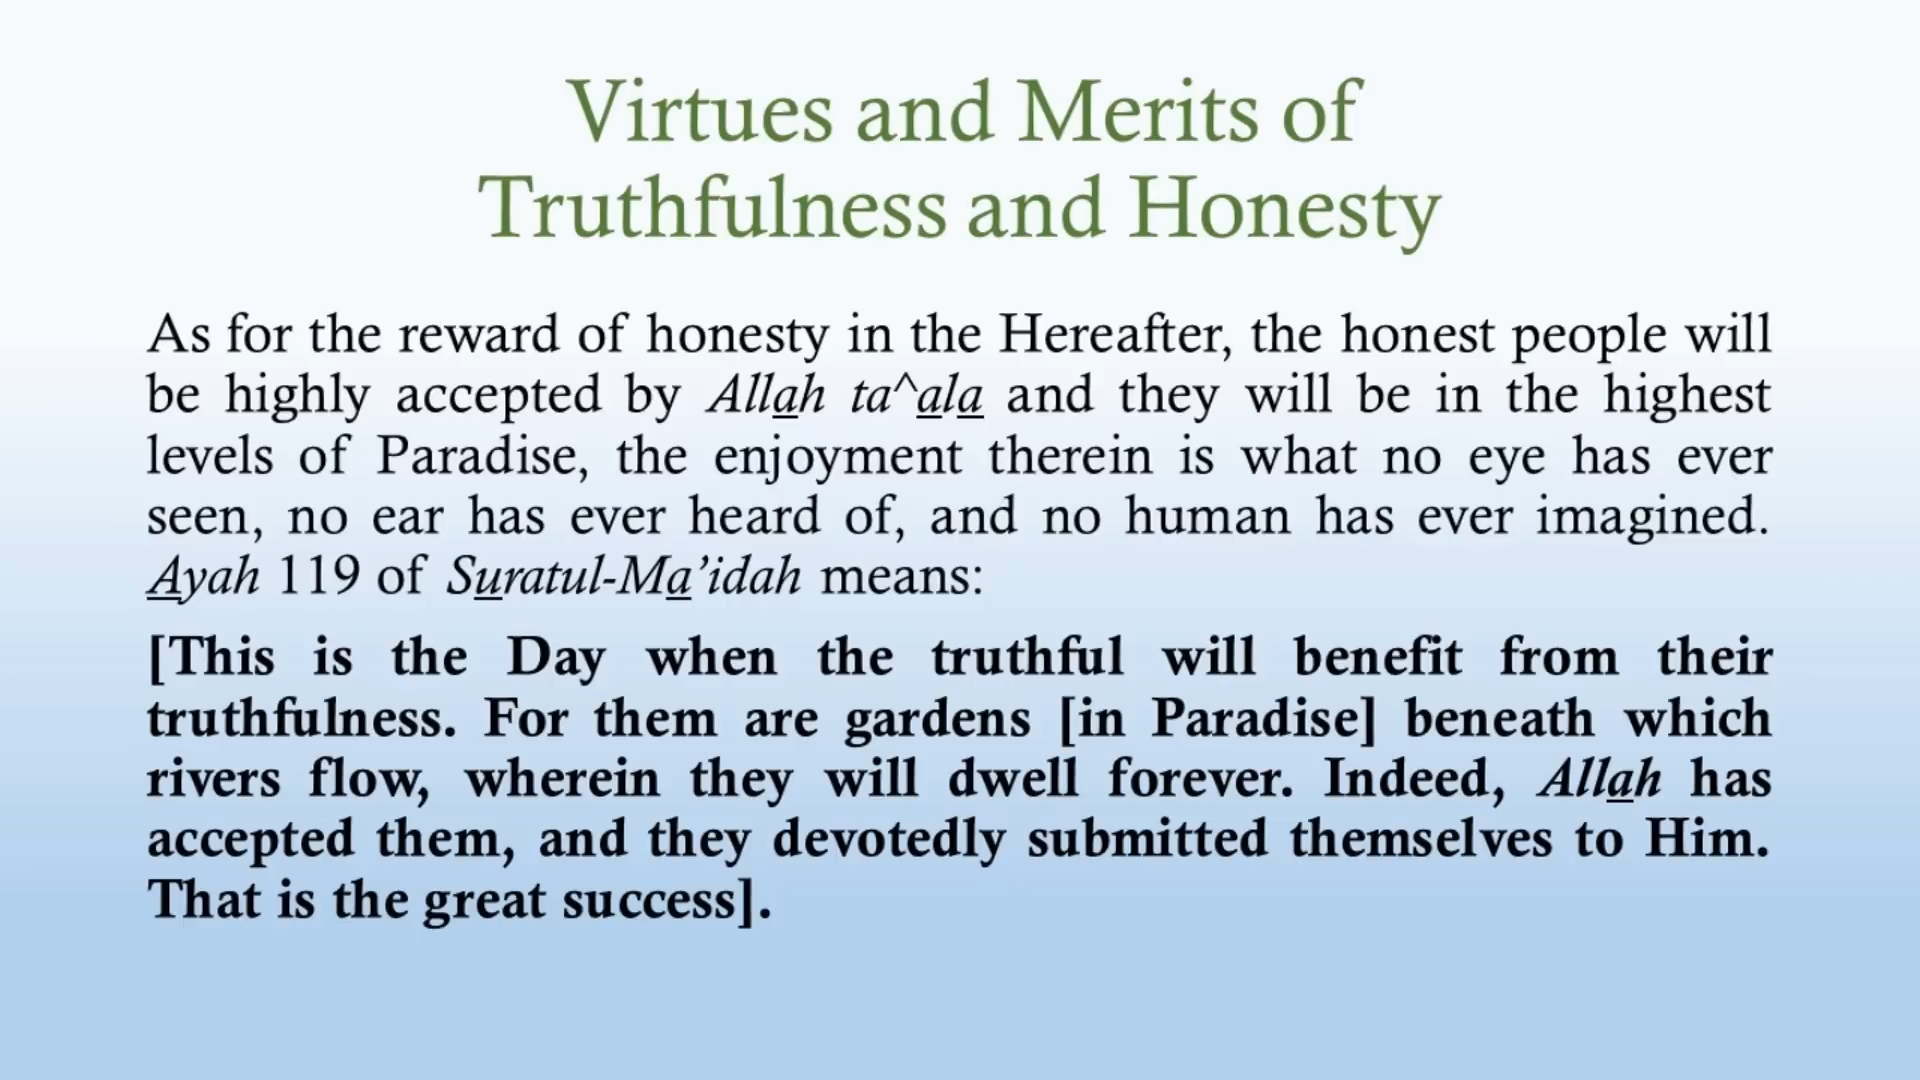 Virtues and Merits of
Truthfulness and Honesty
As for the reward of honesty in the Hereafter, the honest people will
be highly accepted by Allah ta^ala and they will be in the highest
levels of Paradise, the enjoyment therein is what no eye has ever
seen, no ear has ever heard of, and no human has ever imagined.
Ayah 119 of Suratul-Ma’idah means:
[This is the Day when the truthful will benefit from their
truthfulness. For them are gardens [in Paradise] beneath which
rivers flow, wherein they will dwell forever. Indeed, Allah has
accepted them, and they devotedly submitted themselves to Him.
That is the great success].